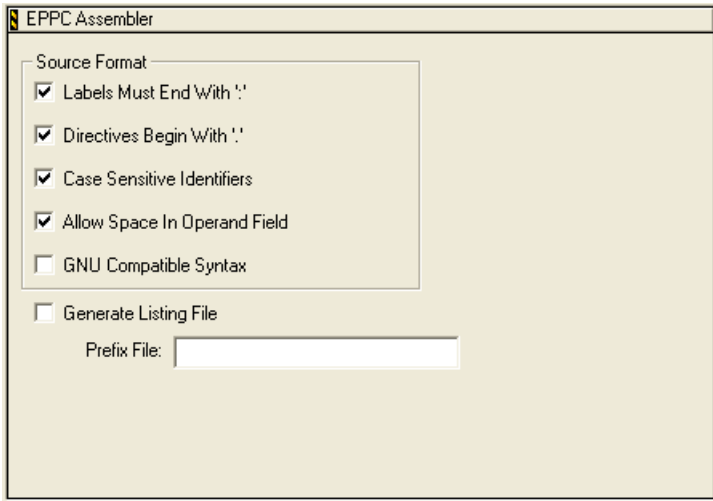 EPPC Assembler
Source Format
Labels Must End With ':'
Directives Begin With '.'
Case Sensitive Identifiers
Allow Space In Operand Field
GNU Compatible Syntax
Generate Listing File
Prefix File: